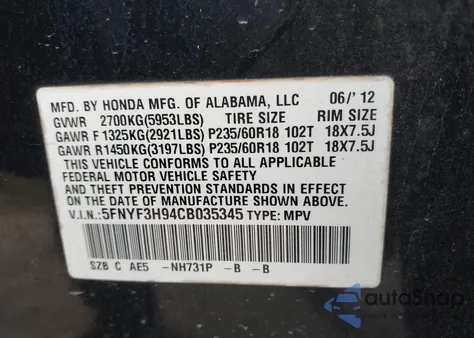 MFD. BY HONDA MFG. OF ALABAMA, LLC 06/'12
GVWR 2700KG(5953LBS) TIRE SIZE RIM SIZE
GAWR F 1325KG(2921LBS) P235/60R18 102T 18X7.5J
GAWR R1450KG(3197LBS) P235/60R18 102T 18X7.5J
THIS VEHICLE CONFORMS TO ALL APPLICABLE
FEDERAL MOTOR VEHICLE SAFETY
AND THEFT PREVENTION STANDARDS IN EFFECT ON
THE DATE OF MANUFACTURE SHOWN ABOVE.
V.I.N.:5FNYF3H94CB035345 TYPE: MPV
SZB C AE5 -NH731P -B -B
autoSnap